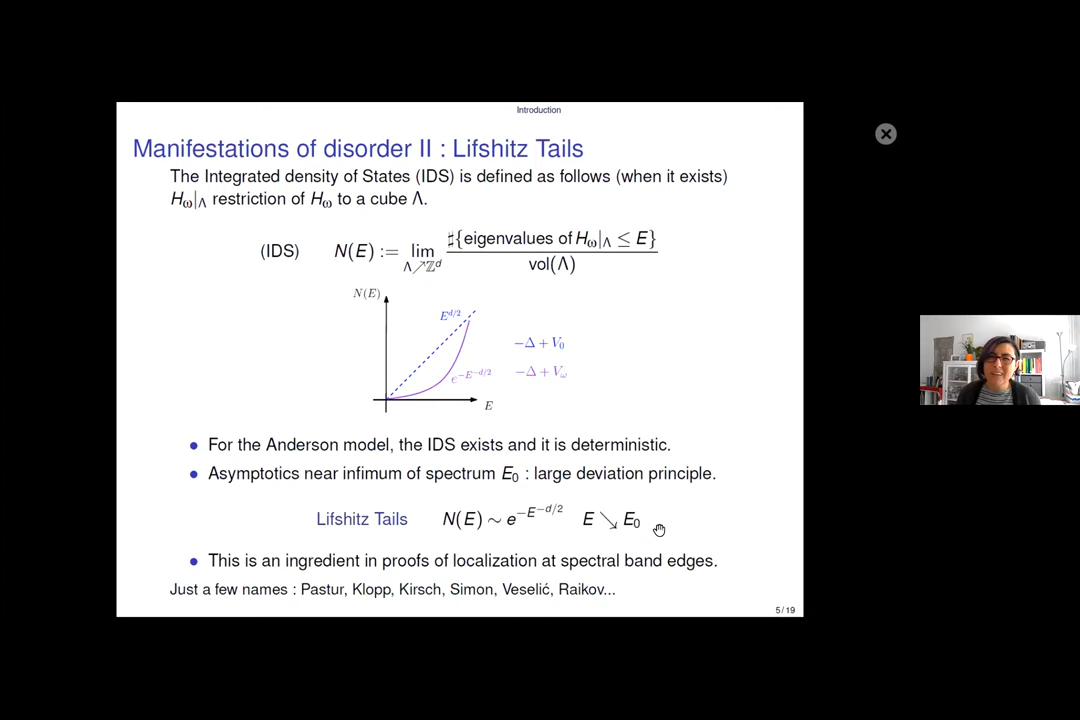 Introduction
Manifestations of disorder II : Lifshitz Tails
The Integrated density of States (IDS) is defined as follows (when it exists)
H_ω|_Λ restriction of H_ω to a cube Λ.
(IDS) N(E) := lim_{Λ↗ℤ^d} ♯{eigenvalues of H_ω|_Λ ≤ E} / vol(Λ)
N(E)
E^{d/2}
−Δ + V_0
e^{−E^{−d/2}}
−Δ + V_ω
E
• For the Anderson model, the IDS exists and it is deterministic.
• Asymptotics near infimum of spectrum E_0 : large deviation principle.
Lifshitz Tails N(E) ∼ e^{−E^{−d/2}} E ↘ E_0
• This is an ingredient in proofs of localization at spectral band edges.
Just a few names : Pastur, Klopp, Kirsch, Simon, Veselić, Raikov...
5 / 19